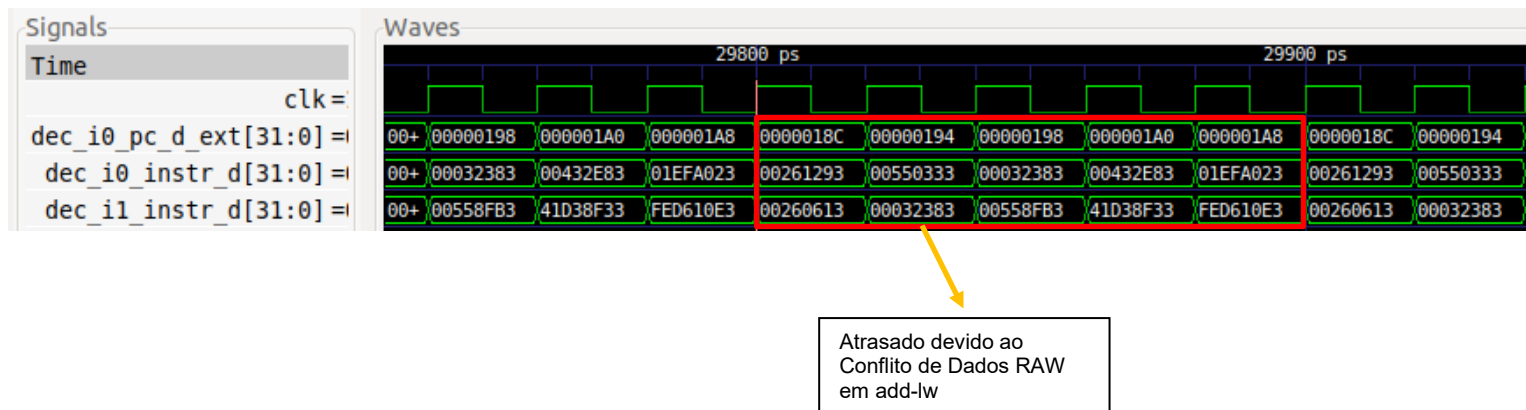 Signals
Waves
Time
29800 ps
29900 ps
clk=
dec_i0_pc_d_ext[31:0]=
00+ 00000198 000001A0 000001A8 0000018C 00000194 00000198 000001A0 000001A8 0000018C 00000194
dec_i0_instr_d[31:0]=
00+ 00032383 00432E83 01EFA023 00261293 00550333 00032383 00432E83 01EFA023 00261293 00550333
dec_i1_instr_d[31:0]=
00+ 00558FB3 41D38F33 FED610E3 00260613 00032383 00558FB3 41D38F33 FED610E3 00260613 00032383
Atrasado devido ao
Conflito de Dados RAW
em add-lw